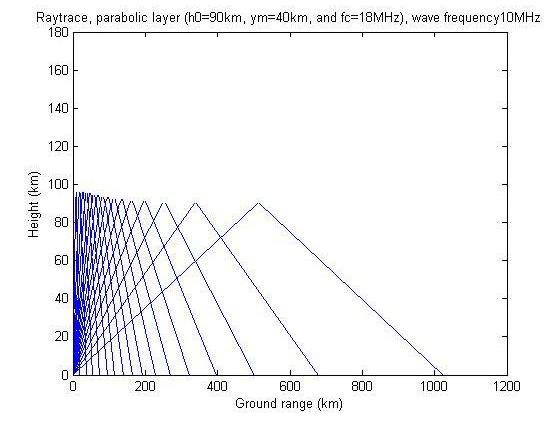 Raytrace, parabolic layer (h0=90km, ym=40km, and fc=18MHz), wave frequency10MHz
180
160
140
120
100
80
60
40
20
0
Height (km)
0 200 400 600 800 1000 1200
Ground range (km)